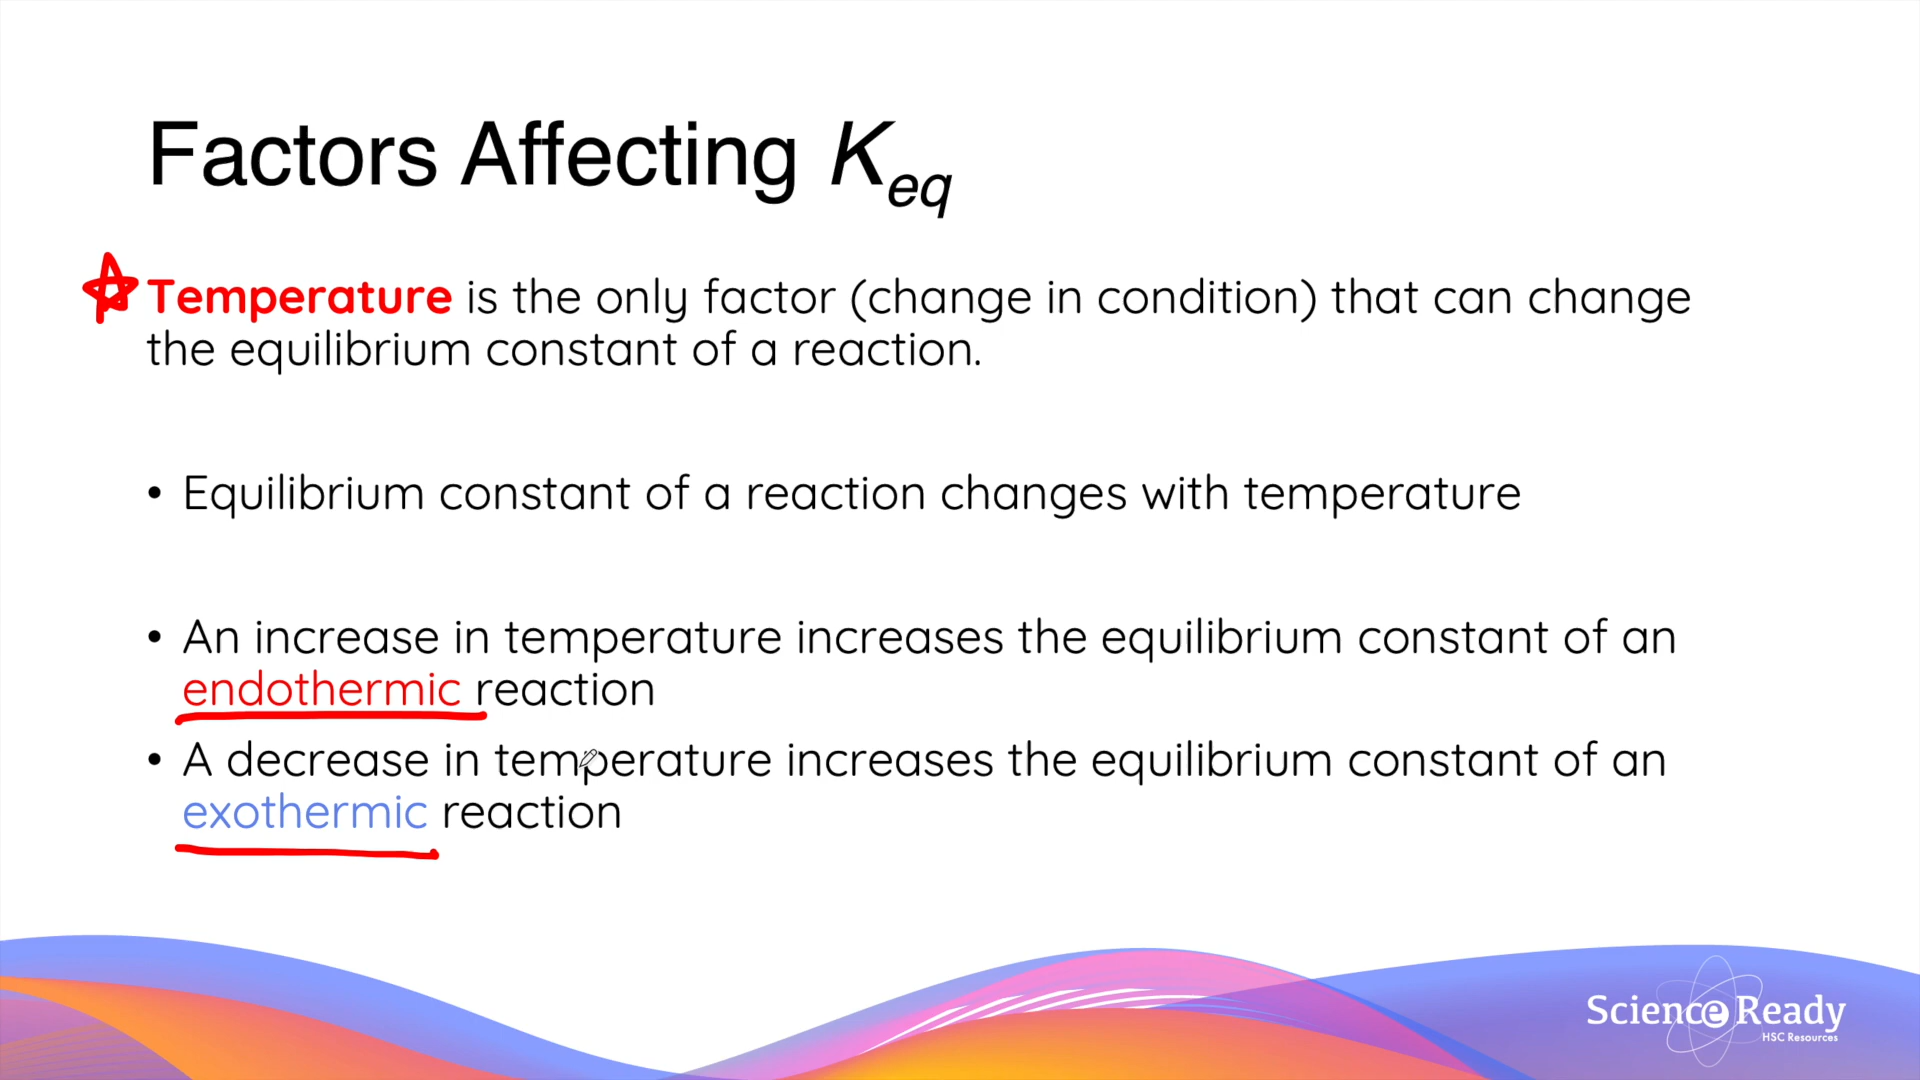 Factors Affecting Keq
Temperature is the only factor (change in condition) that can change
the equilibrium constant of a reaction.
• Equilibrium constant of a reaction changes with temperature
• An increase in temperature increases the equilibrium constant of an
endothermic reaction
• A decrease in temperature increases the equilibrium constant of an
exothermic reaction
Science Ready
HSC Resources